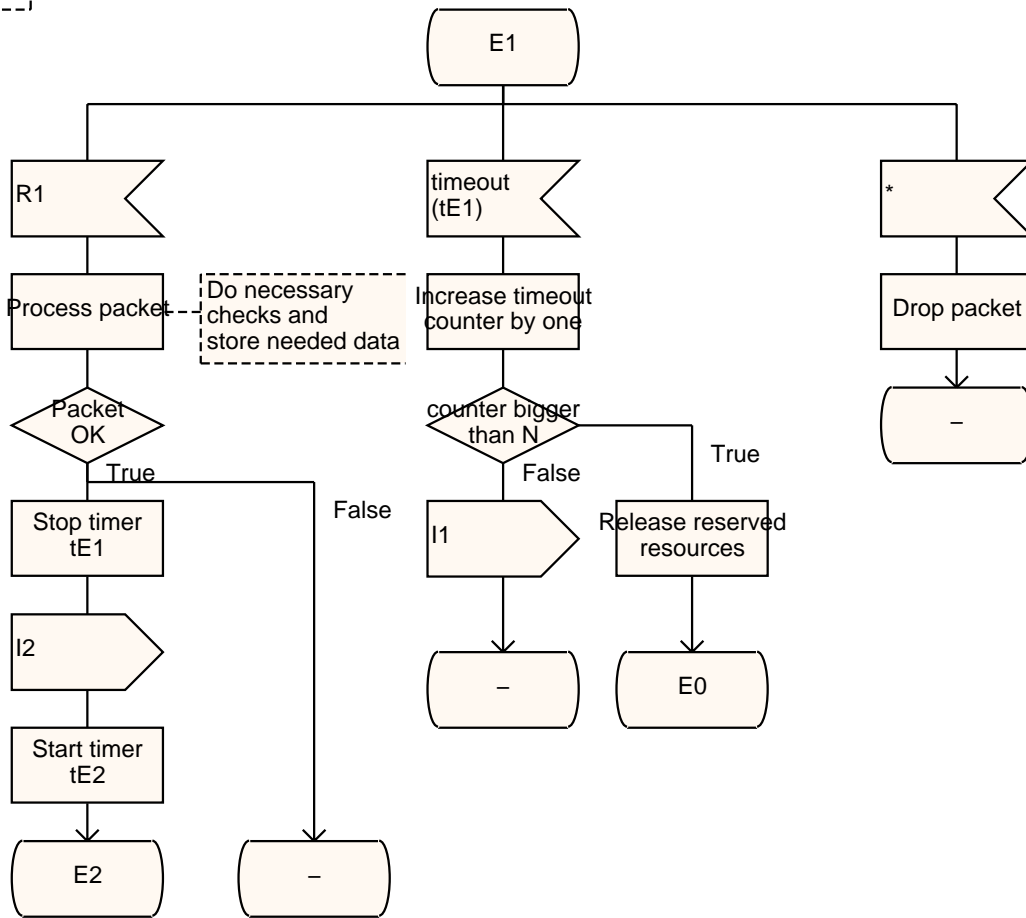 E1
R1
timeout
(tE1)
*
Process packet
Do necessary
checks and
store needed data
Increase timeout
counter by one
Drop packet
Packet
OK
counter bigger
than N
–
True
False
False
True
Stop timer
tE1
I1
Release reserved
resources
I2
–
E0
Start timer
tE2
E2
–